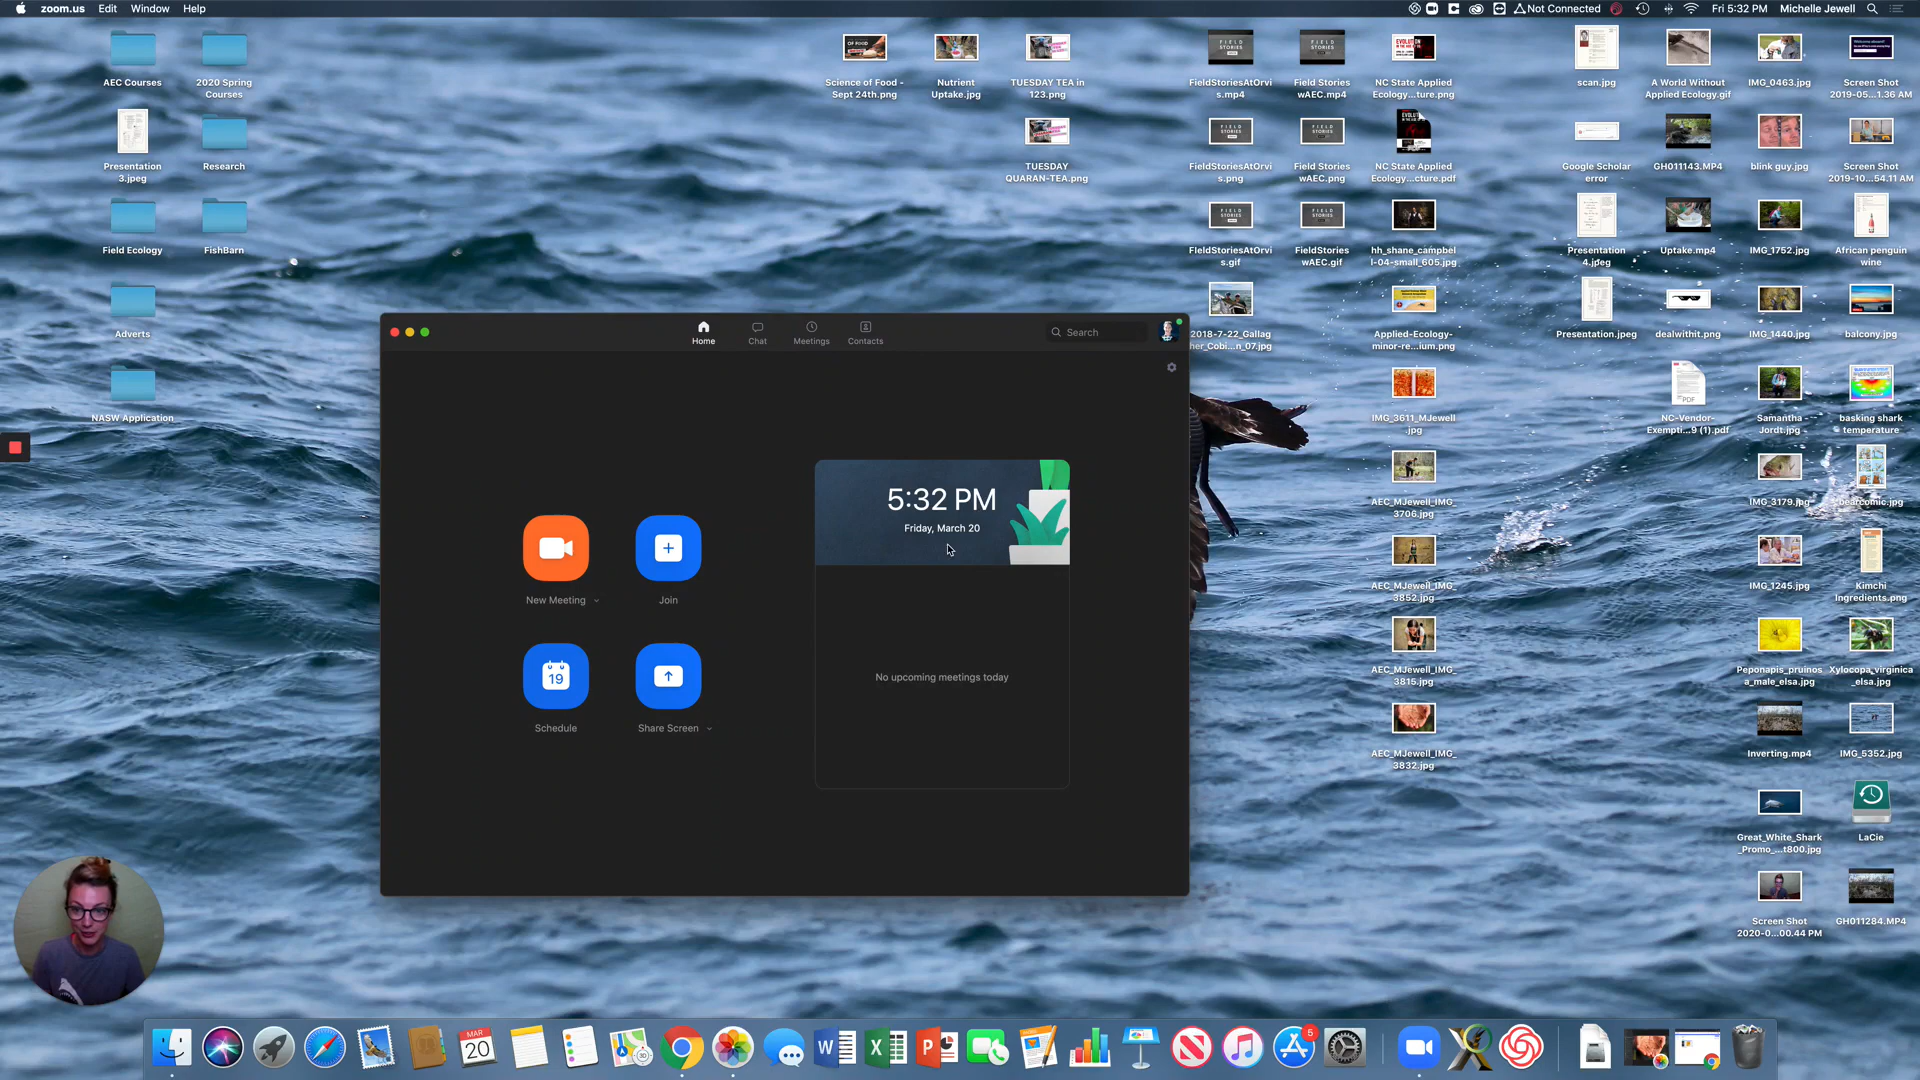 zoom.us Edit Window Help
Not Connected Fri 5:32 PM Michelle Jewell
AEC Courses
2020 Spring
Courses
Science of Food -
Sept 24th.png
Nutrient
Uptake.jpg
TUESDAY TEA in
123.png
FieldStoriesAtOrvi
s.mp4
Field Stories
wAEC.mp4
NC State Applied
Ecology...ture.png
scan.jpg
A World Without
Applied Ecology.gif
IMG_0463.jpg
Screen Shot
2019-05...1.36 AM
Presentation
3.jpeg
Research
TUESDAY
QUARAN-TEA.png
FieldStoriesAtOrvi
s.png
Field Stories
wAEC.png
NC State Applied
Ecology...cture.pdf
Google Scholar
error
GH011143.MP4
blink guy.jpg
Screen Shot
2019-10...54.11 AM
Field Ecology
FishBarn
FIeldStoriesAtOrvi
s.gif
FieldStories
wAEC.gif
hh_shane_campbel
l-04-small_605.jpg
Presentation
4.jpeg
Uptake.mp4
IMG_1752.jpg
African penguin
wine
Adverts
2018-7-22_Gallag
her_Cobi...n_07.jpg
Applied-Ecology-
minor-re...ium.png
Presentation.jpeg
dealwithit.png
IMG_1440.jpg
balcony.jpg
NASW Application
IMG_3611_MJewell
.jpg
NC-Vendor-
Exempti...9 (1).pdf
Samantha -
Jordt.jpg
basking shark
temperature
AEC_MJewell_IMG_
3706.jpg
IMG_3179.jpg
bearcomic.jpg
AEC_MJewell_IMG_
3852.jpg
IMG_1245.jpg
Kimchi
Ingredients.png
AEC_MJewell_IMG_
3815.jpg
Peponapis_pruinos
a_male_elsa.jpg
Xylocopa_virginica
_elsa.jpg
AEC_MJewell_IMG_
3832.jpg
Inverting.mp4
IMG_5352.jpg
Great_White_Shark
_Promo_...t800.jpg
LaCie
Screen Shot
2020-0...00.44 PM
GH011284.MP4
Home
Chat
Meetings
Contacts
Search
5:32 PM
Friday, March 20
New Meeting
Join
19
Schedule
Share Screen
No upcoming meetings today
MAR
20
5